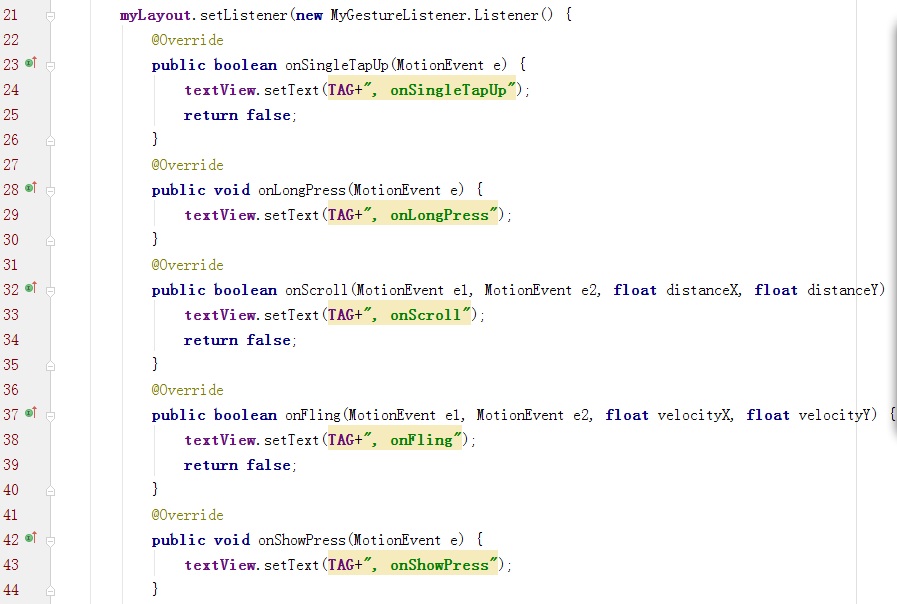 21 myLayout.setListener(new MyGestureListener.Listener() {
22 @Override
23 public boolean onSingleTapUp(MotionEvent e) {
24 textView.setText(TAG+", onSingleTapUp");
25 return false;
26 }
27 @Override
28 public void onLongPress(MotionEvent e) {
29 textView.setText(TAG+", onLongPress");
30 }
31 @Override
32 public boolean onScroll(MotionEvent e1, MotionEvent e2, float distanceX, float distanceY)
33 textView.setText(TAG+", onScroll");
34 return false;
35 }
36 @Override
37 public boolean onFling(MotionEvent e1, MotionEvent e2, float velocityX, float velocityY) {
38 textView.setText(TAG+", onFling");
39 return false;
40 }
41 @Override
42 public void onShowPress(MotionEvent e) {
43 textView.setText(TAG+", onShowPress");
44 }